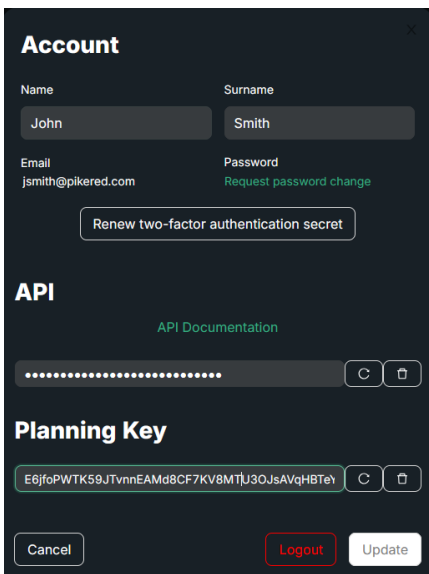 Account
Name Surname
John Smith
Email Password
jsmith@pikered.com Request password change
Renew two-factor authentication secret
API
API Documentation
••••••••••••••••••••••••••••
Planning Key
E6jfoPWTK59JTvnnEAMd8CF7KV8MTU3OJsAVqHBTeY
Cancel Logout Update